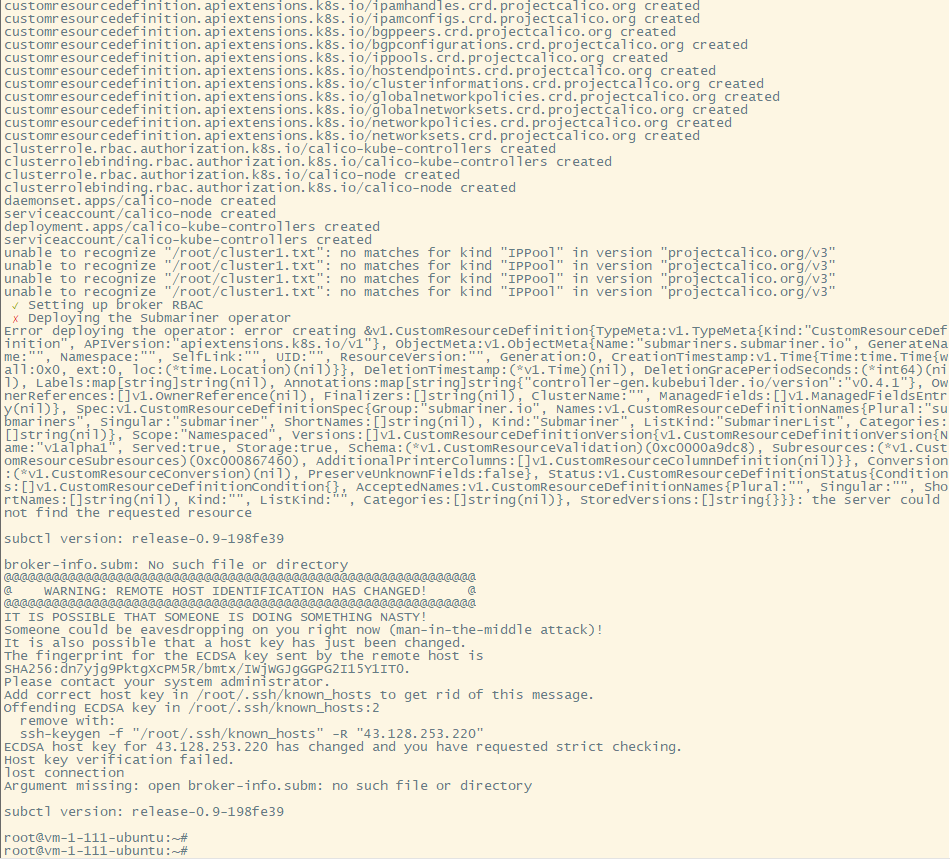 customresourcedefinition.apiextensions.k8s.io/ipamhandles.crd.projectcalico.org created
customresourcedefinition.apiextensions.k8s.io/ipamconfigs.crd.projectcalico.org created
customresourcedefinition.apiextensions.k8s.io/bgppeers.crd.projectcalico.org created
customresourcedefinition.apiextensions.k8s.io/bgpconfigurations.crd.projectcalico.org created
customresourcedefinition.apiextensions.k8s.io/ippools.crd.projectcalico.org created
customresourcedefinition.apiextensions.k8s.io/hostendpoints.crd.projectcalico.org created
customresourcedefinition.apiextensions.k8s.io/clusterinformations.crd.projectcalico.org created
customresourcedefinition.apiextensions.k8s.io/globalnetworkpolicies.crd.projectcalico.org created
customresourcedefinition.apiextensions.k8s.io/globalnetworksets.crd.projectcalico.org created
customresourcedefinition.apiextensions.k8s.io/networkpolicies.crd.projectcalico.org created
customresourcedefinition.apiextensions.k8s.io/networksets.crd.projectcalico.org created
clusterrole.rbac.authorization.k8s.io/calico-kube-controllers created
clusterrolebinding.rbac.authorization.k8s.io/calico-kube-controllers created
clusterrole.rbac.authorization.k8s.io/calico-node created
clusterrolebinding.rbac.authorization.k8s.io/calico-node created
daemonset.apps/calico-node created
serviceaccount/calico-node created
deployment.apps/calico-kube-controllers created
serviceaccount/calico-kube-controllers created
unable to recognize "/root/cluster1.txt": no matches for kind "IPPool" in version "projectcalico.org/v3"
unable to recognize "/root/cluster1.txt": no matches for kind "IPPool" in version "projectcalico.org/v3"
unable to recognize "/root/cluster1.txt": no matches for kind "IPPool" in version "projectcalico.org/v3"
unable to recognize "/root/cluster1.txt": no matches for kind "IPPool" in version "projectcalico.org/v3"
✓ Setting up broker RBAC
✗ Deploying the Submariner operator
Error deploying the operator: error creating &v1.CustomResourceDefinition{TypeMeta:v1.TypeMeta{Kind:"CustomResourceDef
inition", APIVersion:"apiextensions.k8s.io/v1"}, ObjectMeta:v1.ObjectMeta{Name:"submariners.submariner.io", GenerateNa
me:"", Namespace:"", SelfLink:"", UID:"", ResourceVersion:"", Generation:0, CreationTimestamp:v1.Time{Time:time.Time{w
all:0x0, ext:0, loc:(*time.Location)(nil)}}, DeletionTimestamp:(*v1.Time)(nil), DeletionGracePeriodSeconds:(*int64)(ni
l), Labels:map[string]string(nil), Annotations:map[string]string{"controller-gen.kubebuilder.io/version":"v0.4.1"}, Ow
nerReferences:[]v1.OwnerReference(nil), Finalizers:[]string(nil), ClusterName:"", ManagedFields:[]v1.ManagedFieldsEntr
y(nil)}, Spec:v1.CustomResourceDefinitionSpec{Group:"submariner.io", Names:v1.CustomResourceDefinitionNames{Plural:"su
bmariners", Singular:"submariner", ShortNames:[]string(nil), Kind:"Submariner", ListKind:"SubmarinerList", Categories:
[]string(nil)}, Scope:"Namespaced", Versions:[]v1.CustomResourceDefinitionVersion{v1.CustomResourceDefinitionVersion{N
ame:"v1alpha1", Served:true, Storage:true, Schema:(*v1.CustomResourceValidation)(0xc0000a9dc8), Subresources:(*v1.Cust
omResourceSubresources)(0xc000867460), AdditionalPrinterColumns:[]v1.CustomResourceColumnDefinition(nil)}}, Conversion
:(*v1.CustomResourceConversion)(nil), PreserveUnknownFields:false}, Status:v1.CustomResourceDefinitionStatus{Condition
s:[]v1.CustomResourceDefinitionCondition{}, AcceptedNames:v1.CustomResourceDefinitionNames{Plural:"", Singular:"", Sho
rtNames:[]string(nil), Kind:"", ListKind:"", Categories:[]string(nil)}, StoredVersions:[]string{}}}: the server could
not find the requested resource
subctl version: release-0.9-198fe39
broker-info.subm: No such file or directory
@@@@@@@@@@@@@@@@@@@@@@@@@@@@@@@@@@@@@@@@@@@@@@@@@@@@@@@@@@@
@    WARNING: REMOTE HOST IDENTIFICATION HAS CHANGED!     @
@@@@@@@@@@@@@@@@@@@@@@@@@@@@@@@@@@@@@@@@@@@@@@@@@@@@@@@@@@@
IT IS POSSIBLE THAT SOMEONE IS DOING SOMETHING NASTY!
Someone could be eavesdropping on you right now (man-in-the-middle attack)!
It is also possible that a host key has just been changed.
The fingerprint for the ECDSA key sent by the remote host is
SHA256:dn7yjg9PktgXcPM5R/bmtx/IWjWGJqGGPG2I15Y1IT0.
Please contact your system administrator.
Add correct host key in /root/.ssh/known_hosts to get rid of this message.
Offending ECDSA key in /root/.ssh/known_hosts:2
remove with:
ssh-keygen -f "/root/.ssh/known_hosts" -R "43.128.253.220"
ECDSA host key for 43.128.253.220 has changed and you have requested strict checking.
Host key verification failed.
lost connection
Argument missing: open broker-info.subm: no such file or directory
subctl version: release-0.9-198fe39
root@vm-1-111-ubuntu:~#
root@vm-1-111-ubuntu:~#